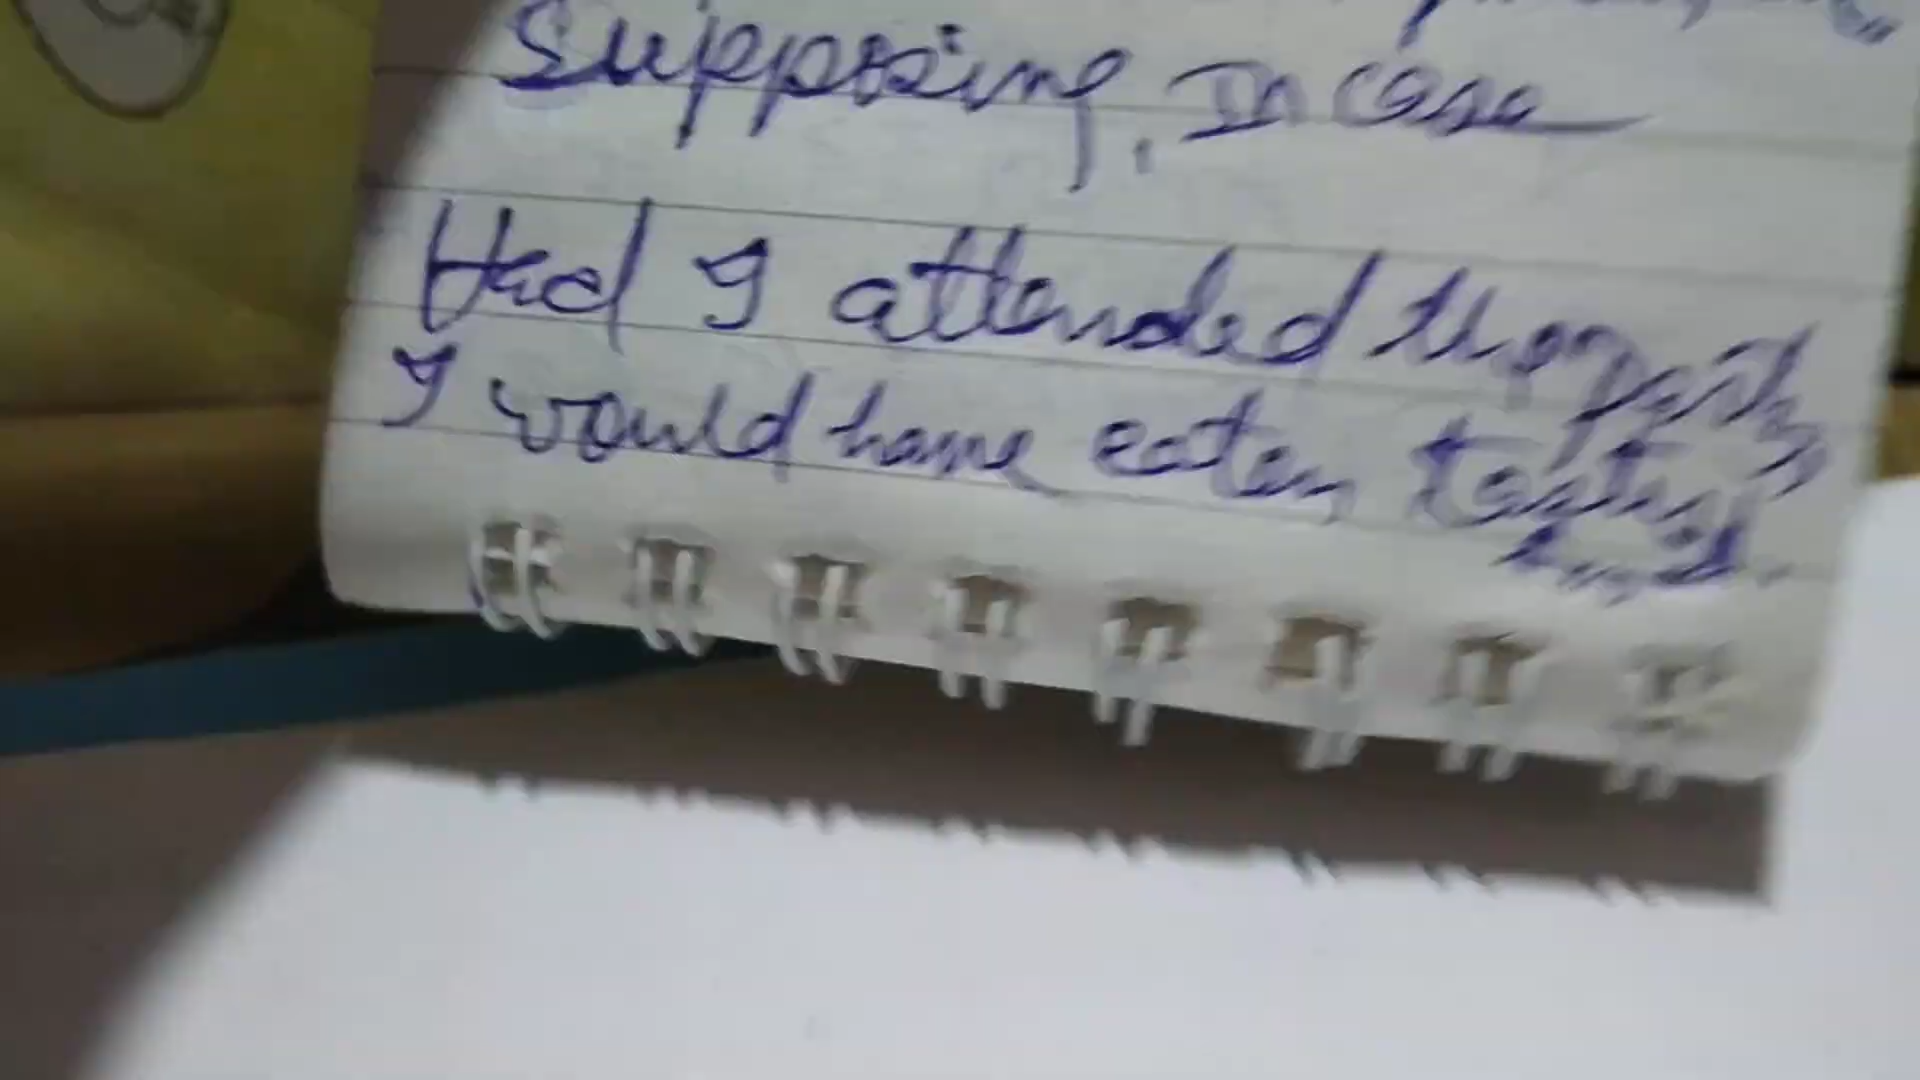 Supposing, In case
Had I attended the party,
I would have eaten tasty